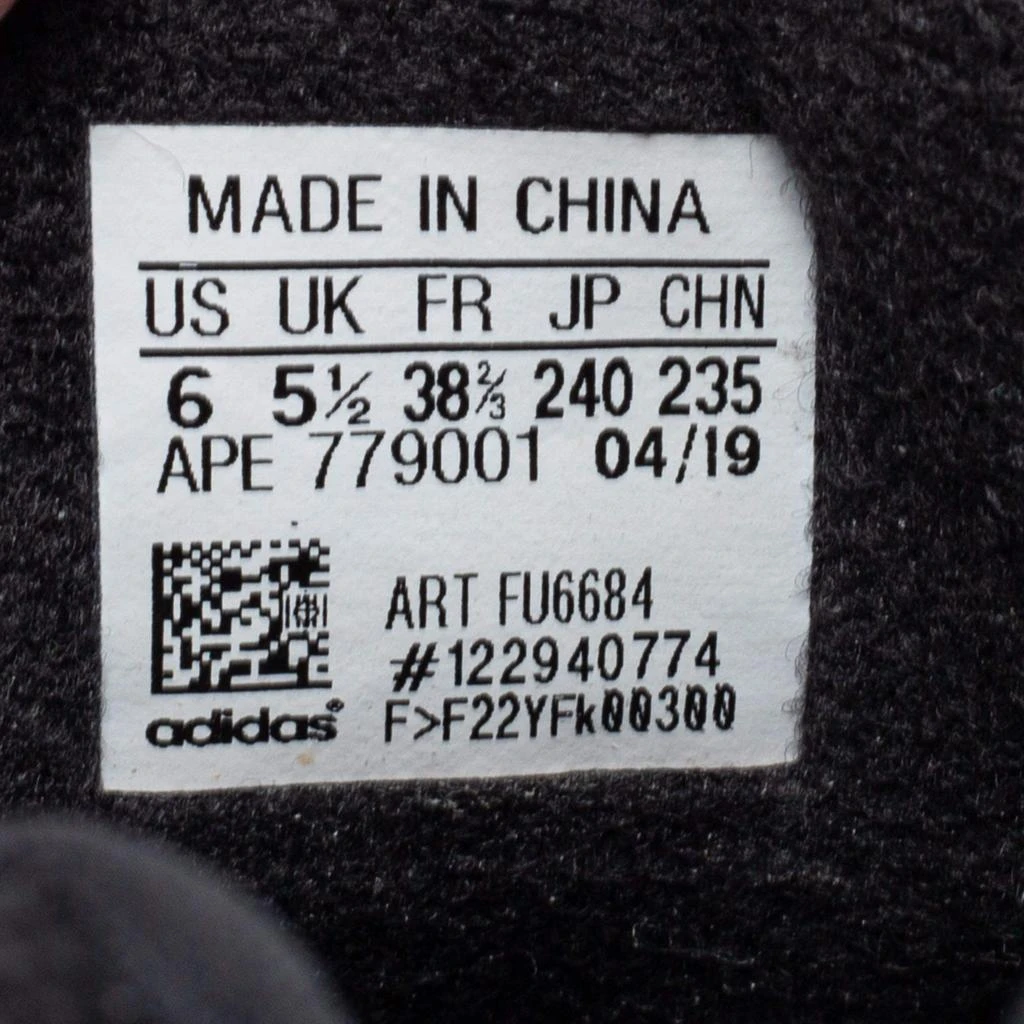 MADE IN CHINA
US UK FR JP CHN
6 5½ 38⅔ 240 235
APE 779001 04/19
ART FU6684
#122940774
adidas® F>F22YFk00300